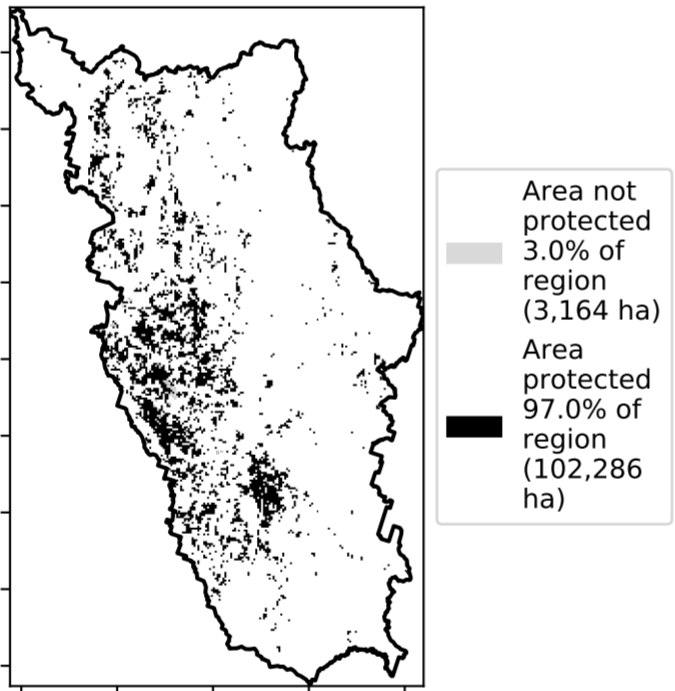 Area not
protected
3.0% of
region
(3,164 ha)
Area
protected
97.0% of
region
(102,286
ha)